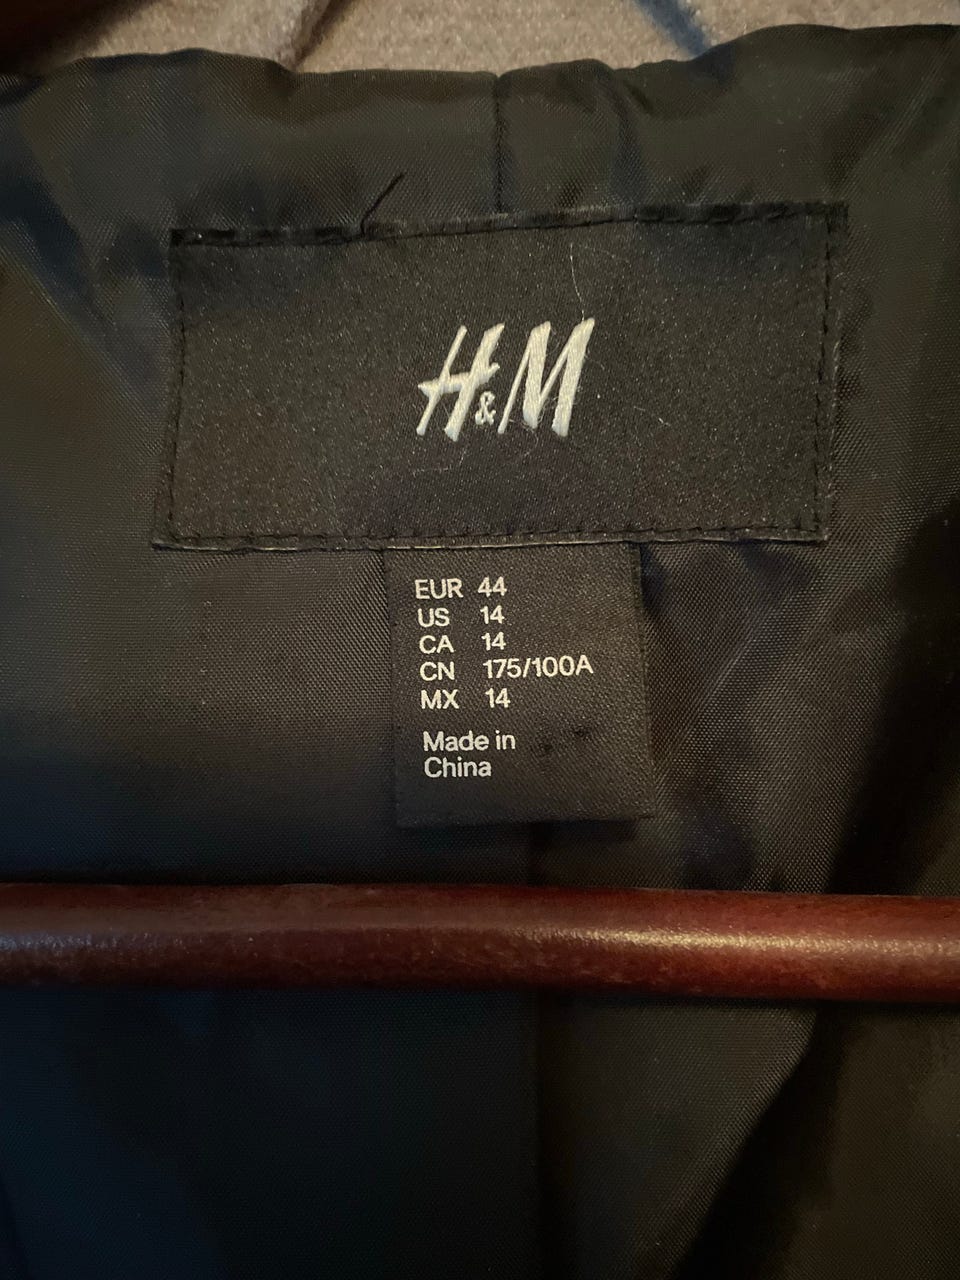 H&M
EUR 44
US 14
CA 14
CN 175/100A
MX 14
Made in
China